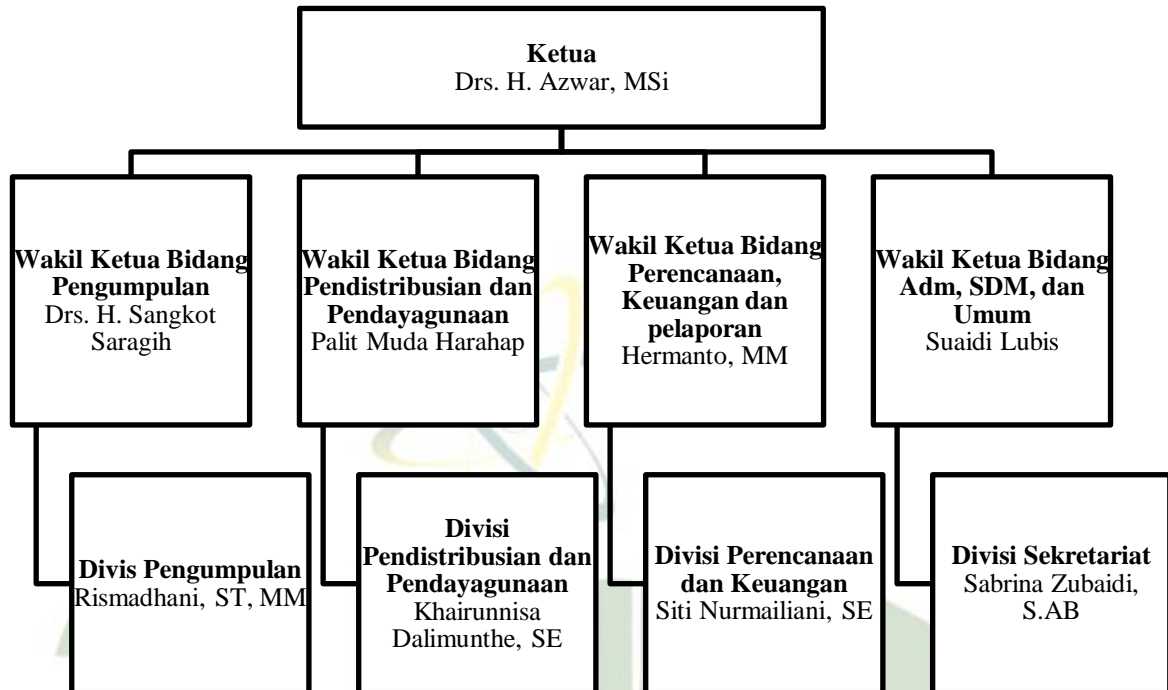 Ketua
Drs. H. Azwar, MSi
Wakil Ketua Bidang
Pengumpulan
Drs. H. Sangkot
Saragih
Wakil Ketua Bidang
Pendistribusian dan
Pendayagunaan
Palit Muda Harahap
Wakil Ketua Bidang
Perencanaan,
Keuangan dan
pelaporan
Hermanto, MM
Wakil Ketua Bidang
Adm, SDM, dan
Umum
Suaidi Lubis
Divis Pengumpulan
Rismadhani, ST, MM
Divisi
Pendistribusian dan
Pendayagunaan
Khairunnisa
Dalimunthe, SE
Divisi Perencanaan
dan Keuangan
Siti Nurmailiani, SE
Divisi Sekretariat
Sabrina Zubaidi,
S.AB